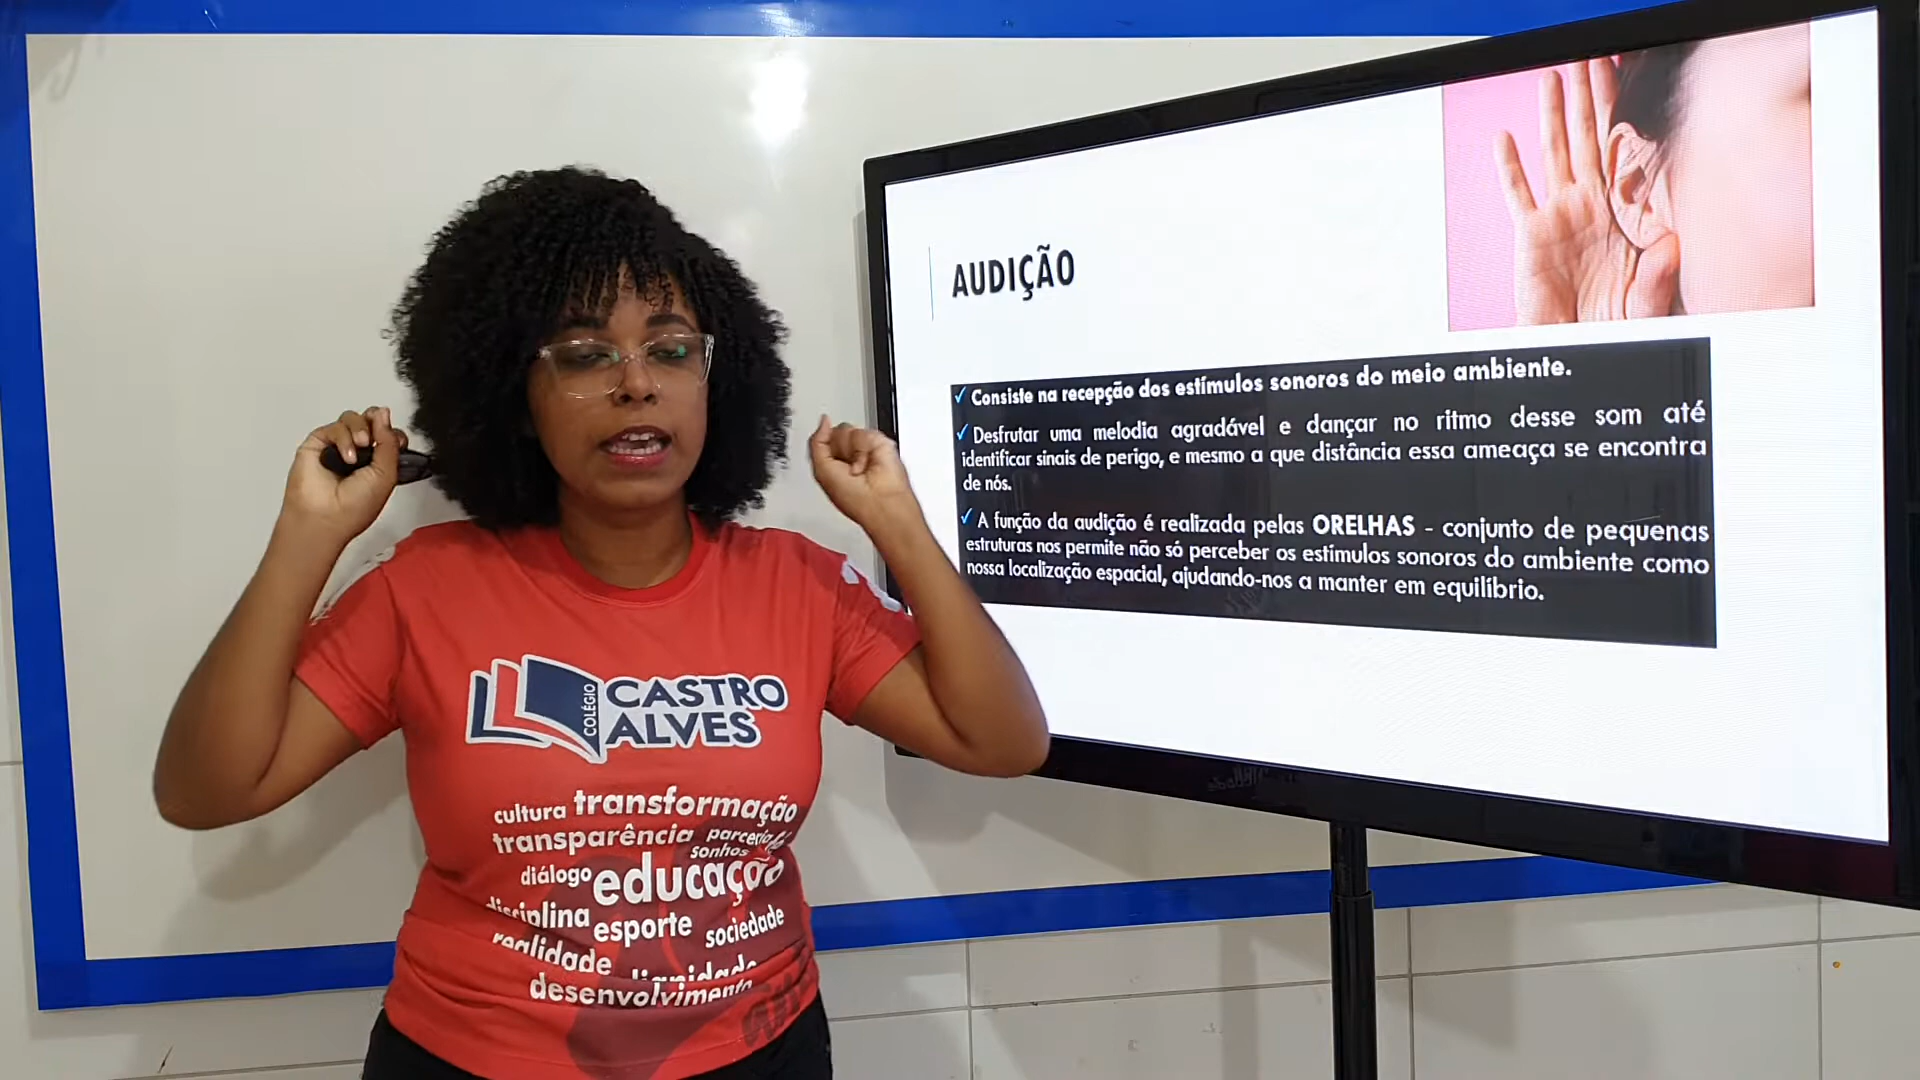 AUDIÇÃO
✓ Consiste na recepção dos estímulos sonoros do meio ambiente.
✓ Desfrutar uma melodia agradável e dançar no ritmo desse som até
identificar sinais de perigo, e mesmo a que distância essa ameaça se encontra
de nós.
✓ A função da audição é realizada pelas ORELHAS - conjunto de pequenas
estruturas nos permite não só perceber os estímulos sonoros do ambiente como
nossa localização espacial, ajudando-nos a manter em equilíbrio.
COLÉGIO
CASTRO
ALVES
cultura transformação
transparência parceria
sonhos
diálogo educação
disciplina esporte sociedade
realidade dignidade
desenvolvimento